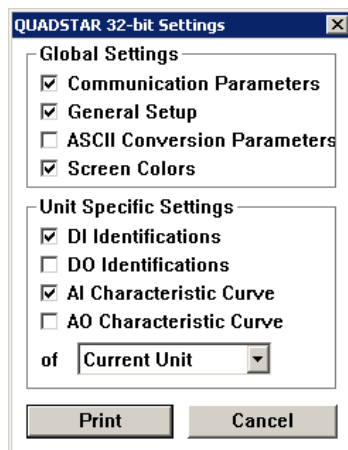 QUADSTAR 32-bit Settings
Global Settings
Communication Parameters
General Setup
ASCII Conversion Parameters
Screen Colors
Unit Specific Settings
DI Identifications
DO Identifications
AI Characteristic Curve
AO Characteristic Curve
of Current Unit
Print Cancel